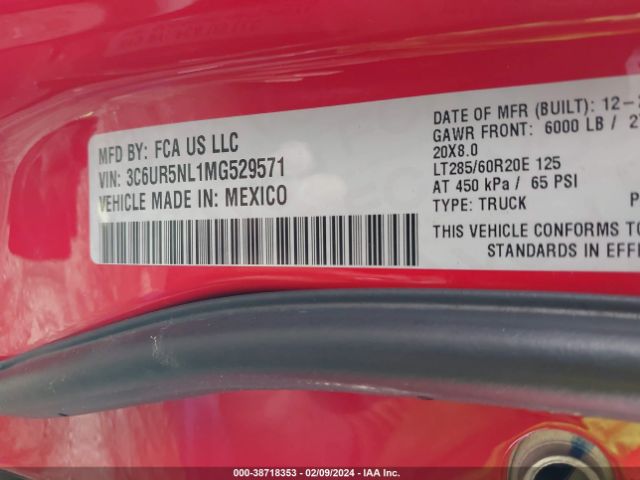 MFD BY: FCA US LLC
VIN: 3C6UR5NL1MG529571
VEHICLE MADE IN: MEXICO
DATE OF MFR (BUILT): 12-
GAWR FRONT: 6000 LB / 2
20X8.0
LT285/60R20E 125
AT 450 kPa / 65 PSI
TYPE: TRUCK P
THIS VEHICLE CONFORMS TO
STANDARDS IN EFF
000-38718353 — 02/09/2024 — IAA Inc.